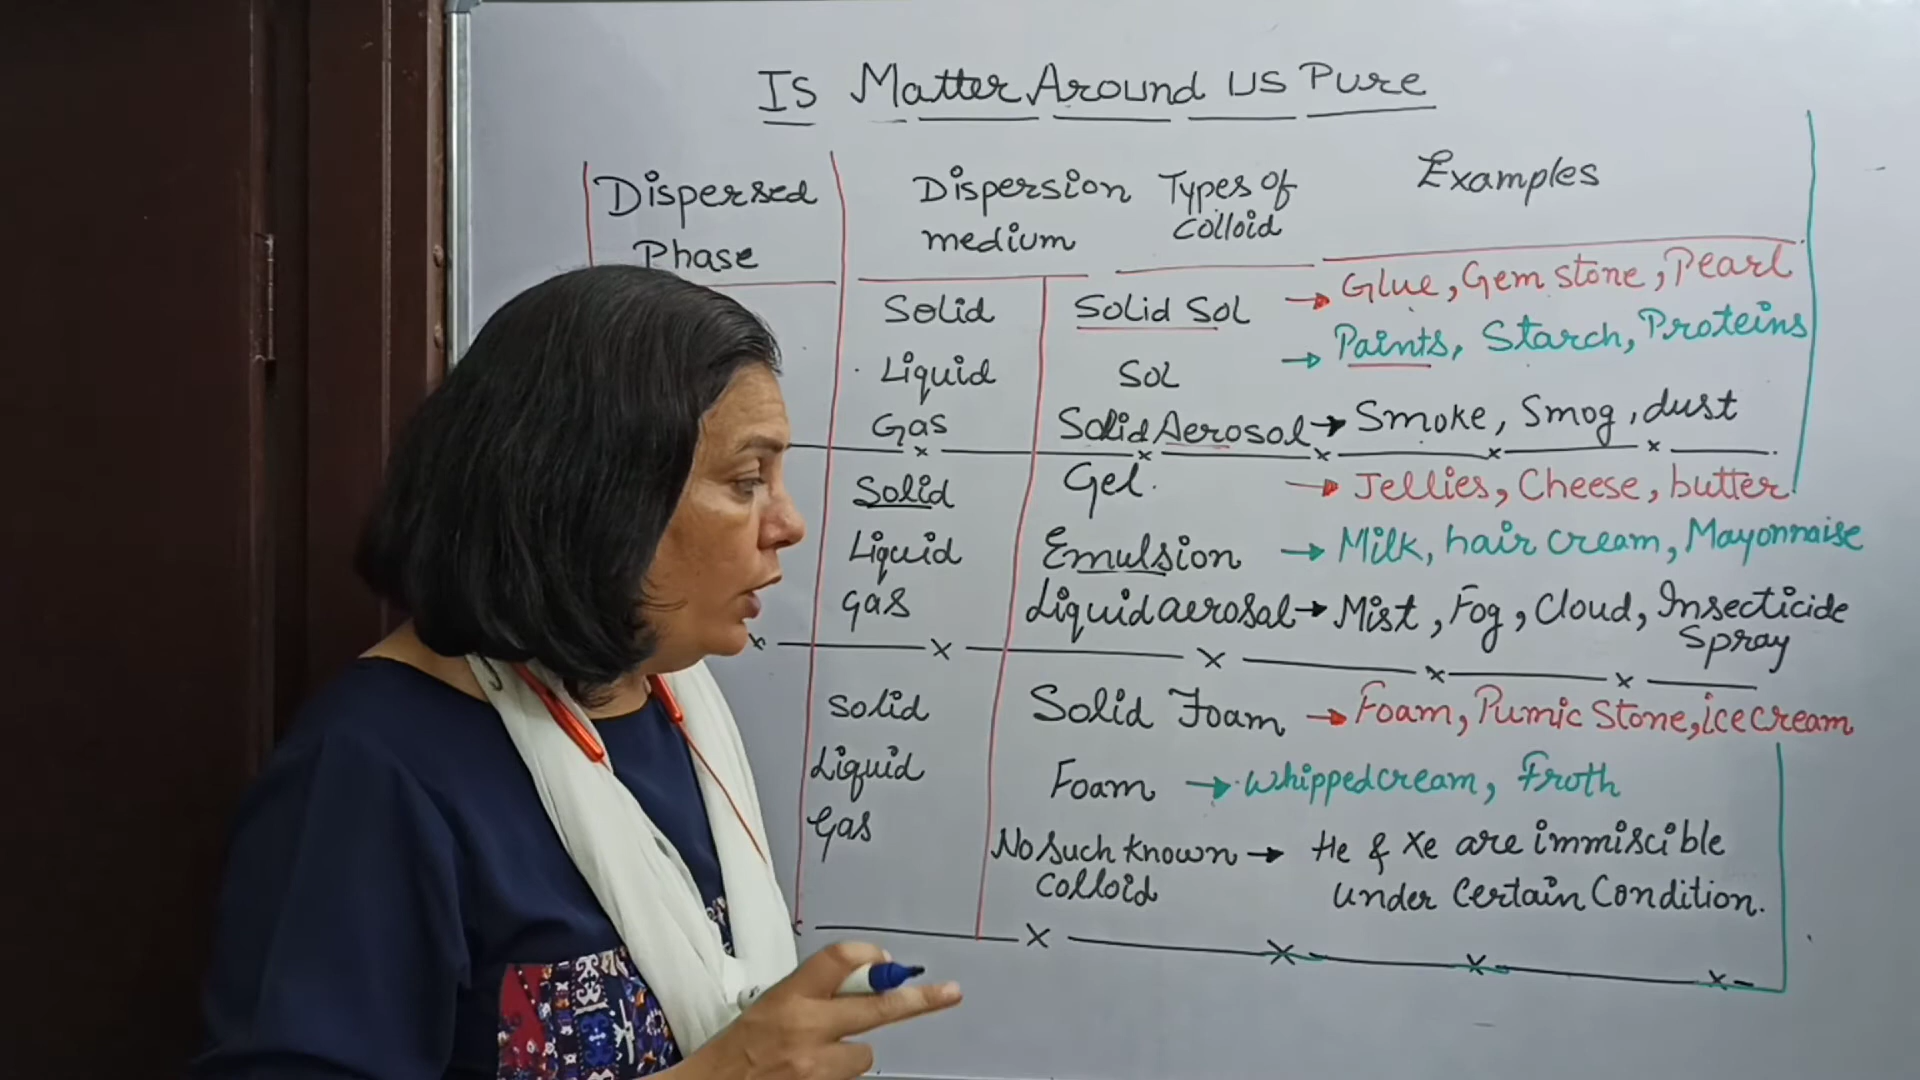 Is Matter Around us Pure
Dispersed Phase
Dispersion medium
Types of Colloid
Examples
Solid Solid Sol → Glue, Gem stone, Pearl
Liquid Sol → Paints, Starch, Proteins
Gas Solid Aerosol → Smoke, Smog, dust
Solid Gel. → Jellies, Cheese, butter
Liquid Emulsion → Milk, hair cream, Mayonnaise
gas Liquid aerosal → Mist, Fog, Cloud, Insecticide Spray
Solid Solid Foam → Foam, Pumic Stone, ice cream
Liquid Foam → Whipped cream, Froth
Gas No Such known Colloid → He & Xe are immiscible
under Certain Condition.